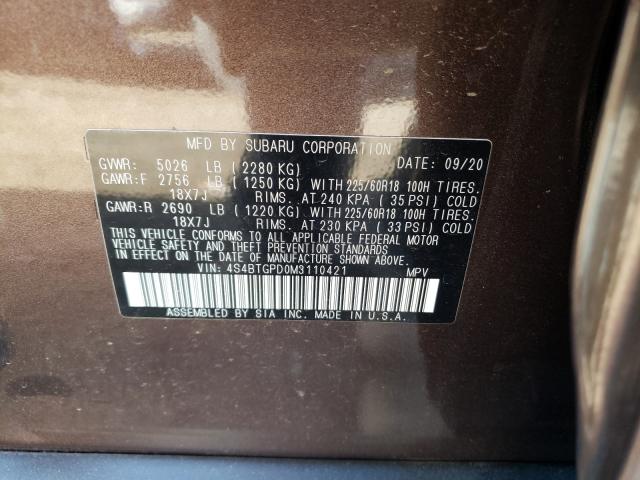 MFD BY SUBARU CORPORATION
GVWR: 5026 LB (2280 KG) DATE: 09/20
GAWR:F 2756 LB (1250 KG) WITH 225/60R18 100H TIRES.
18X7J RIMS. AT 240 KPA (35 PSI) COLD
GAWR:R 2690 LB (1220 KG) WITH 225/60R18 100H TIRES.
18X7J RIMS. AT 230 KPA (33 PSI) COLD
THIS VEHICLE CONFORMS TO ALL APPLICABLE FEDERAL MOTOR
VEHICLE SAFETY AND THEFT PREVENTION STANDARDS
IN EFFECT ON THE DATE OF MANUFACTURE SHOWN ABOVE.
VIN: 4S4BTGPD0M3110421 MPV
ASSEMBLED BY SIA INC. MADE IN U.S.A.